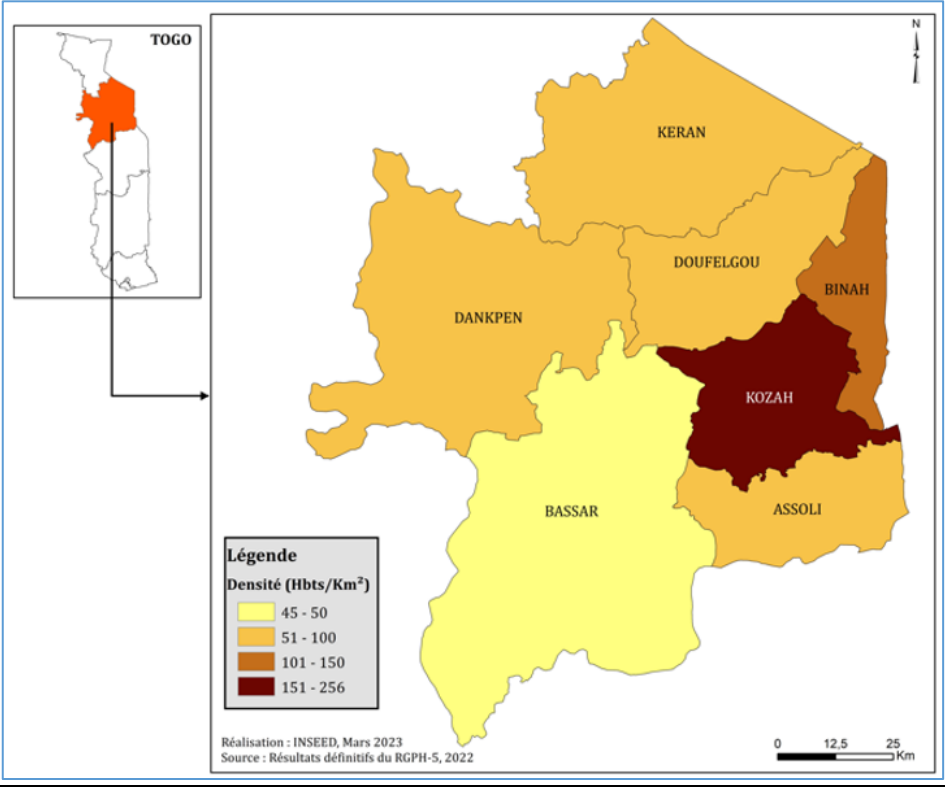 TOGO
N
KERAN
DOUFELGOU
BINAH
DANKPEN
KOZAH
BASSAR
ASSOLI
Légende
Densité (Hbts/Km²)
45 - 50
51 - 100
101 - 150
151 - 256
Réalisation : INSEED, Mars 2023
Source : Résultats définitifs du RGPH-5, 2022
0 12,5 25
Km